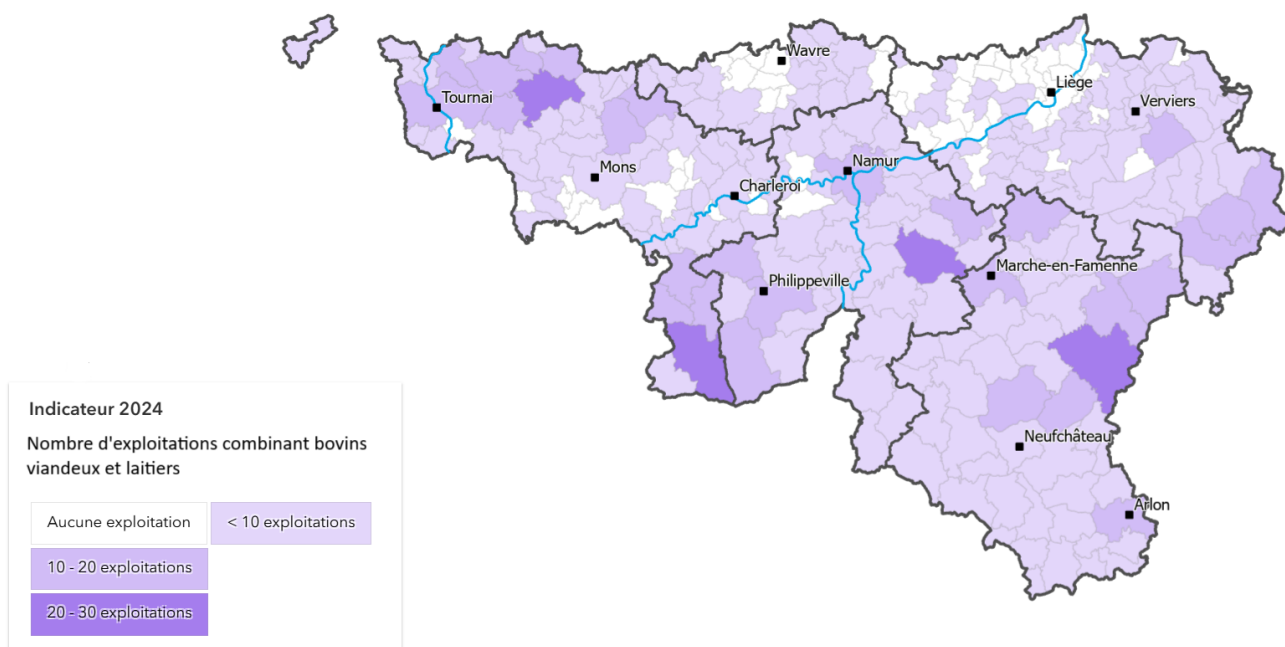 Wavre
Liège
Tournai
Verviers
Mons
Namur
Charleroi
Marche-en-Famenne
Philippeville
Neufchâteau
Arlon
Indicateur 2024
Nombre d'exploitations combinant bovins
viandeux et laitiers
Aucune exploitation
< 10 exploitations
10 - 20 exploitations
20 - 30 exploitations